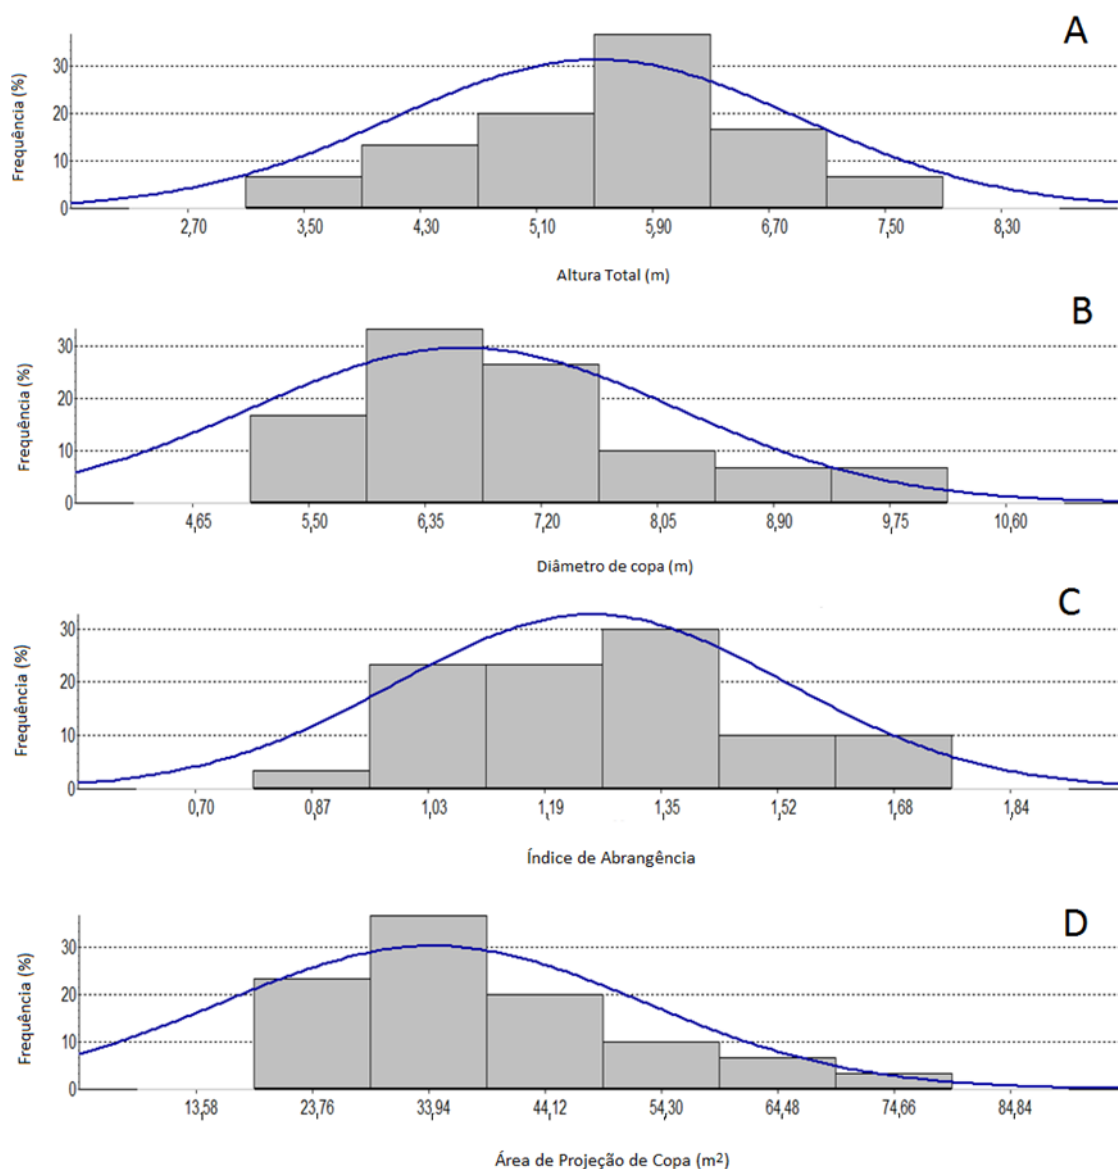 A
Frequência (%)
30
20
10
0
2,70 3,50 4,30 5,10 5,90 6,70 7,50 8,30
Altura Total (m)
B
Frequência (%)
30
20
10
0
4,65 5,50 6,35 7,20 8,05 8,90 9,75 10,60
Diâmetro de copa (m)
C
Frequência (%)
30
20
10
0
0,70 0,87 1,03 1,19 1,35 1,52 1,68 1,84
Índice de Abrangência
D
Frequência (%)
30
20
10
0
13,58 23,76 33,94 44,12 54,30 64,48 74,66 84,84
Área de Projeção de Copa (m²)